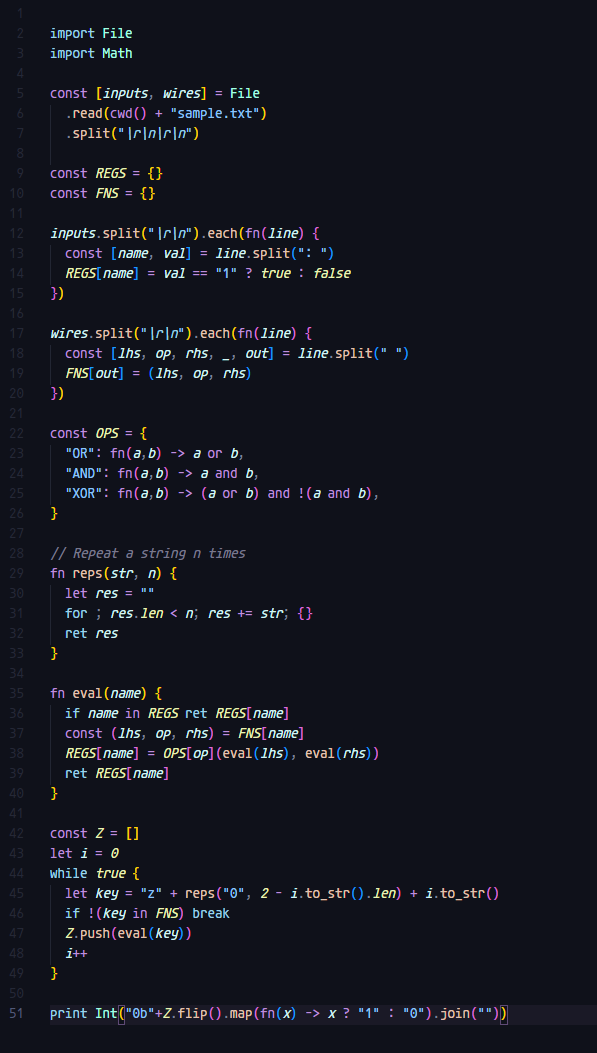 1
2 import File
3 import Math
4
5 const [inputs, wires] = File
6 .read(cwd() + "sample.txt")
7 .split("\r\n\r\n")
8
9 const REGS = {}
10 const FNS = {}
11
12 inputs.split("\r\n").each(fn(line) {
13 const [name, val] = line.split(": ")
14 REGS[name] = val == "1" ? true : false
15 })
16
17 wires.split("\r\n").each(fn(line) {
18 const [lhs, op, rhs, _, out] = line.split(" ")
19 FNS[out] = (lhs, op, rhs)
20 })
21
22 const OPS = {
23 "OR": fn(a,b) -> a or b,
24 "AND": fn(a,b) -> a and b,
25 "XOR": fn(a,b) -> (a or b) and !(a and b),
26 }
27
28 // Repeat a string n times
29 fn reps(str, n) {
30 let res = ""
31 for ; res.len < n; res += str; {}
32 ret res
33 }
34
35 fn eval(name) {
36 if name in REGS ret REGS[name]
37 const (lhs, op, rhs) = FNS[name]
38 REGS[name] = OPS[op](eval(lhs), eval(rhs))
39 ret REGS[name]
40 }
41
42 const Z = []
43 let i = 0
44 while true {
45 let key = "z" + reps("0", 2 - i.to_str().len) + i.to_str()
46 if !(key in FNS) break
47 Z.push(eval(key))
48 i++
49 }
50
51 print Int("0b"+Z.flip().map(fn(x) -> x ? "1" : "0").join(""))